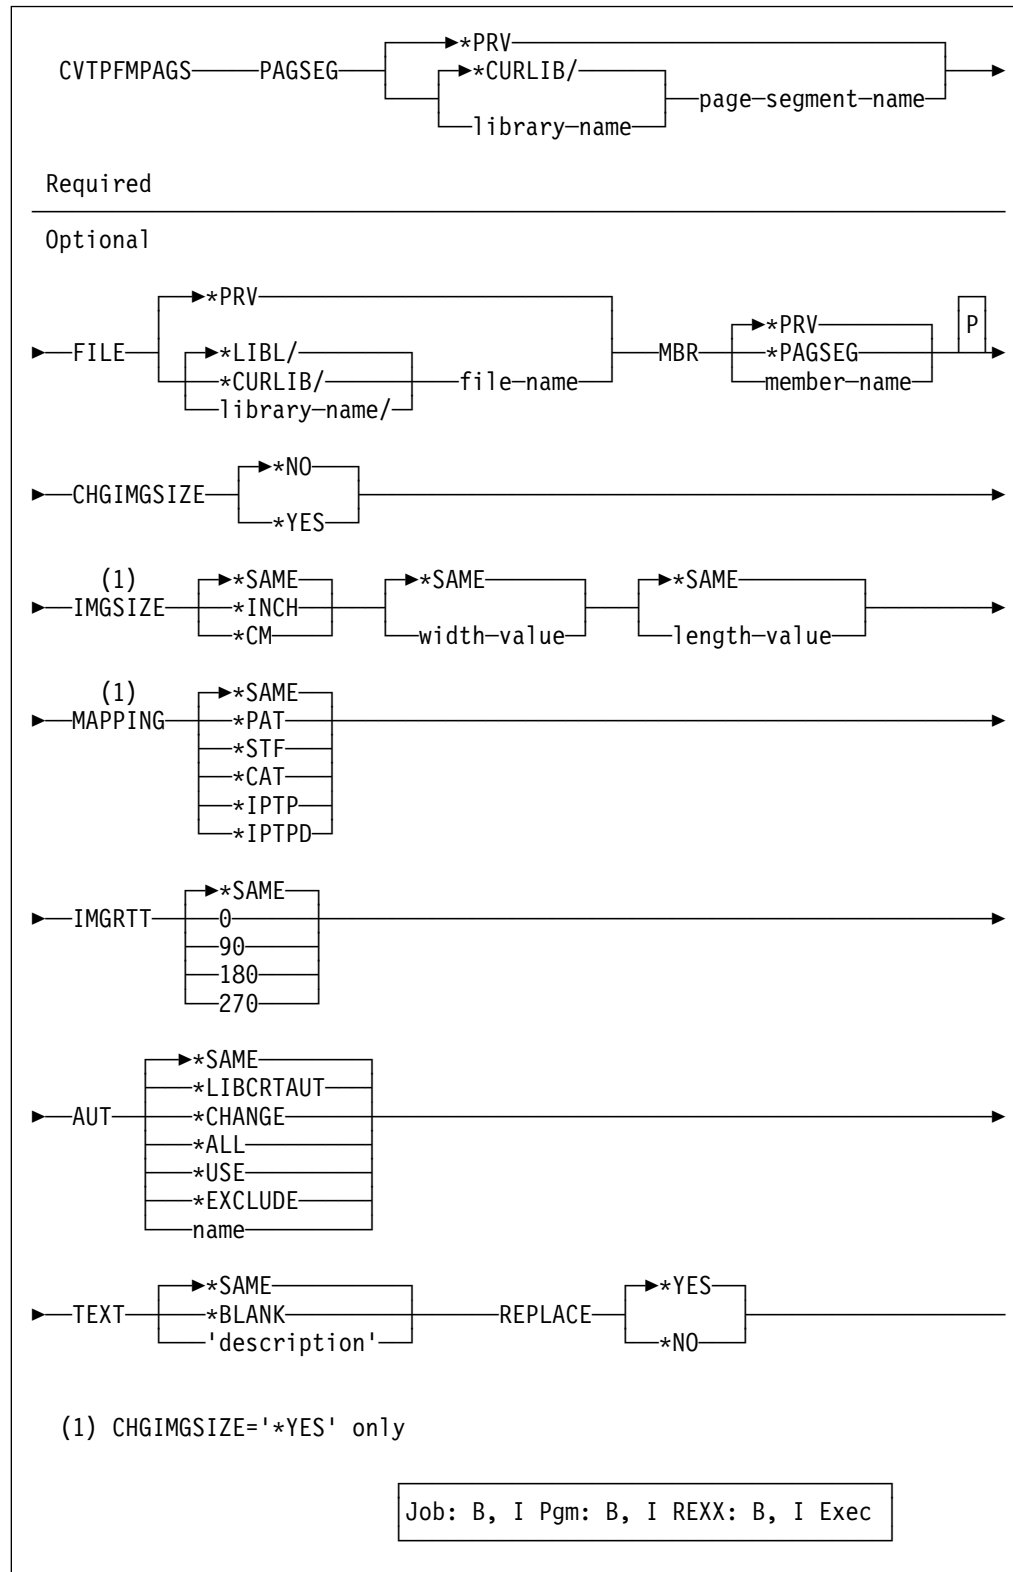 *PRV
CVTPFMPAGS PAGSEG *CURLIB/ page-segment-name
library-name
Required
Optional
*PRV
*PRV P
FILE *LIBL/ MBR *PAGSEG
*CURLIB/ file-name member-name
library-name/
*NO
CHGIMGSIZE
*YES
(1) *SAME *SAME *SAME
IMGSIZE *INCH
*CM width-value length-value
(1) *SAME
MAPPING *PAT
*STF
*CAT
*IPTP
*IPTPD
*SAME
IMGRTT 0
90
180
270
*SAME
*LIBCRTAUT
AUT *CHANGE
*ALL
*USE
*EXCLUDE
name
*SAME *YES
TEXT *BLANK REPLACE
'description' *NO
(1) CHGIMGSIZE='*YES' only
Job: B, I Pgm: B, I REXX: B, I Exec